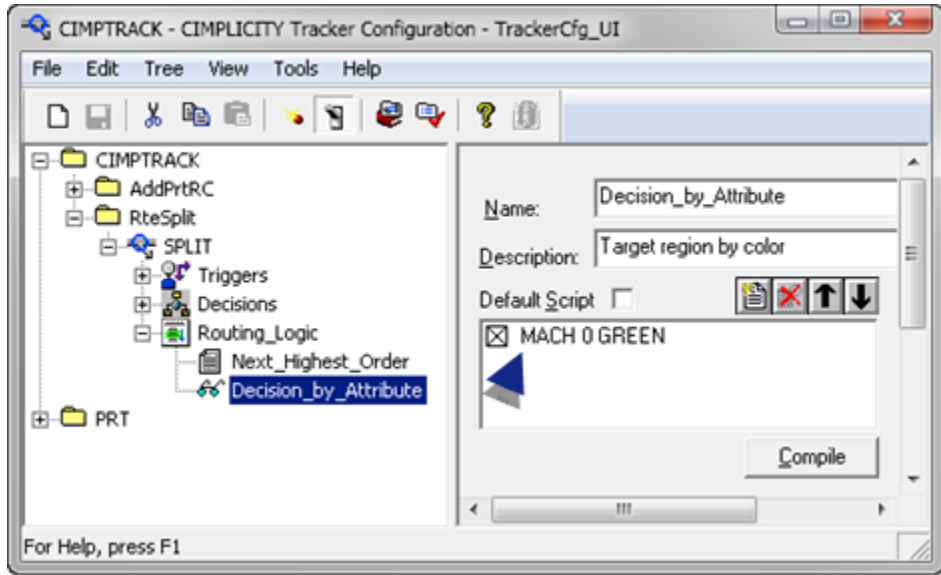 CIMPTRACK - CIMPLICITY Tracker Configuration - TrackerCfg_UI
File Edit Tree View Tools Help
CIMPTRACK
AddPrtRC
RteSplit
SPLIT
Triggers
Decisions
Routing_Logic
Next_Highest_Order
Decision_by_Attribute
PRT
Name: Decision_by_Attribute
Description: Target region by color
Default Script
MACH 0 GREEN
Compile
For Help, press F1